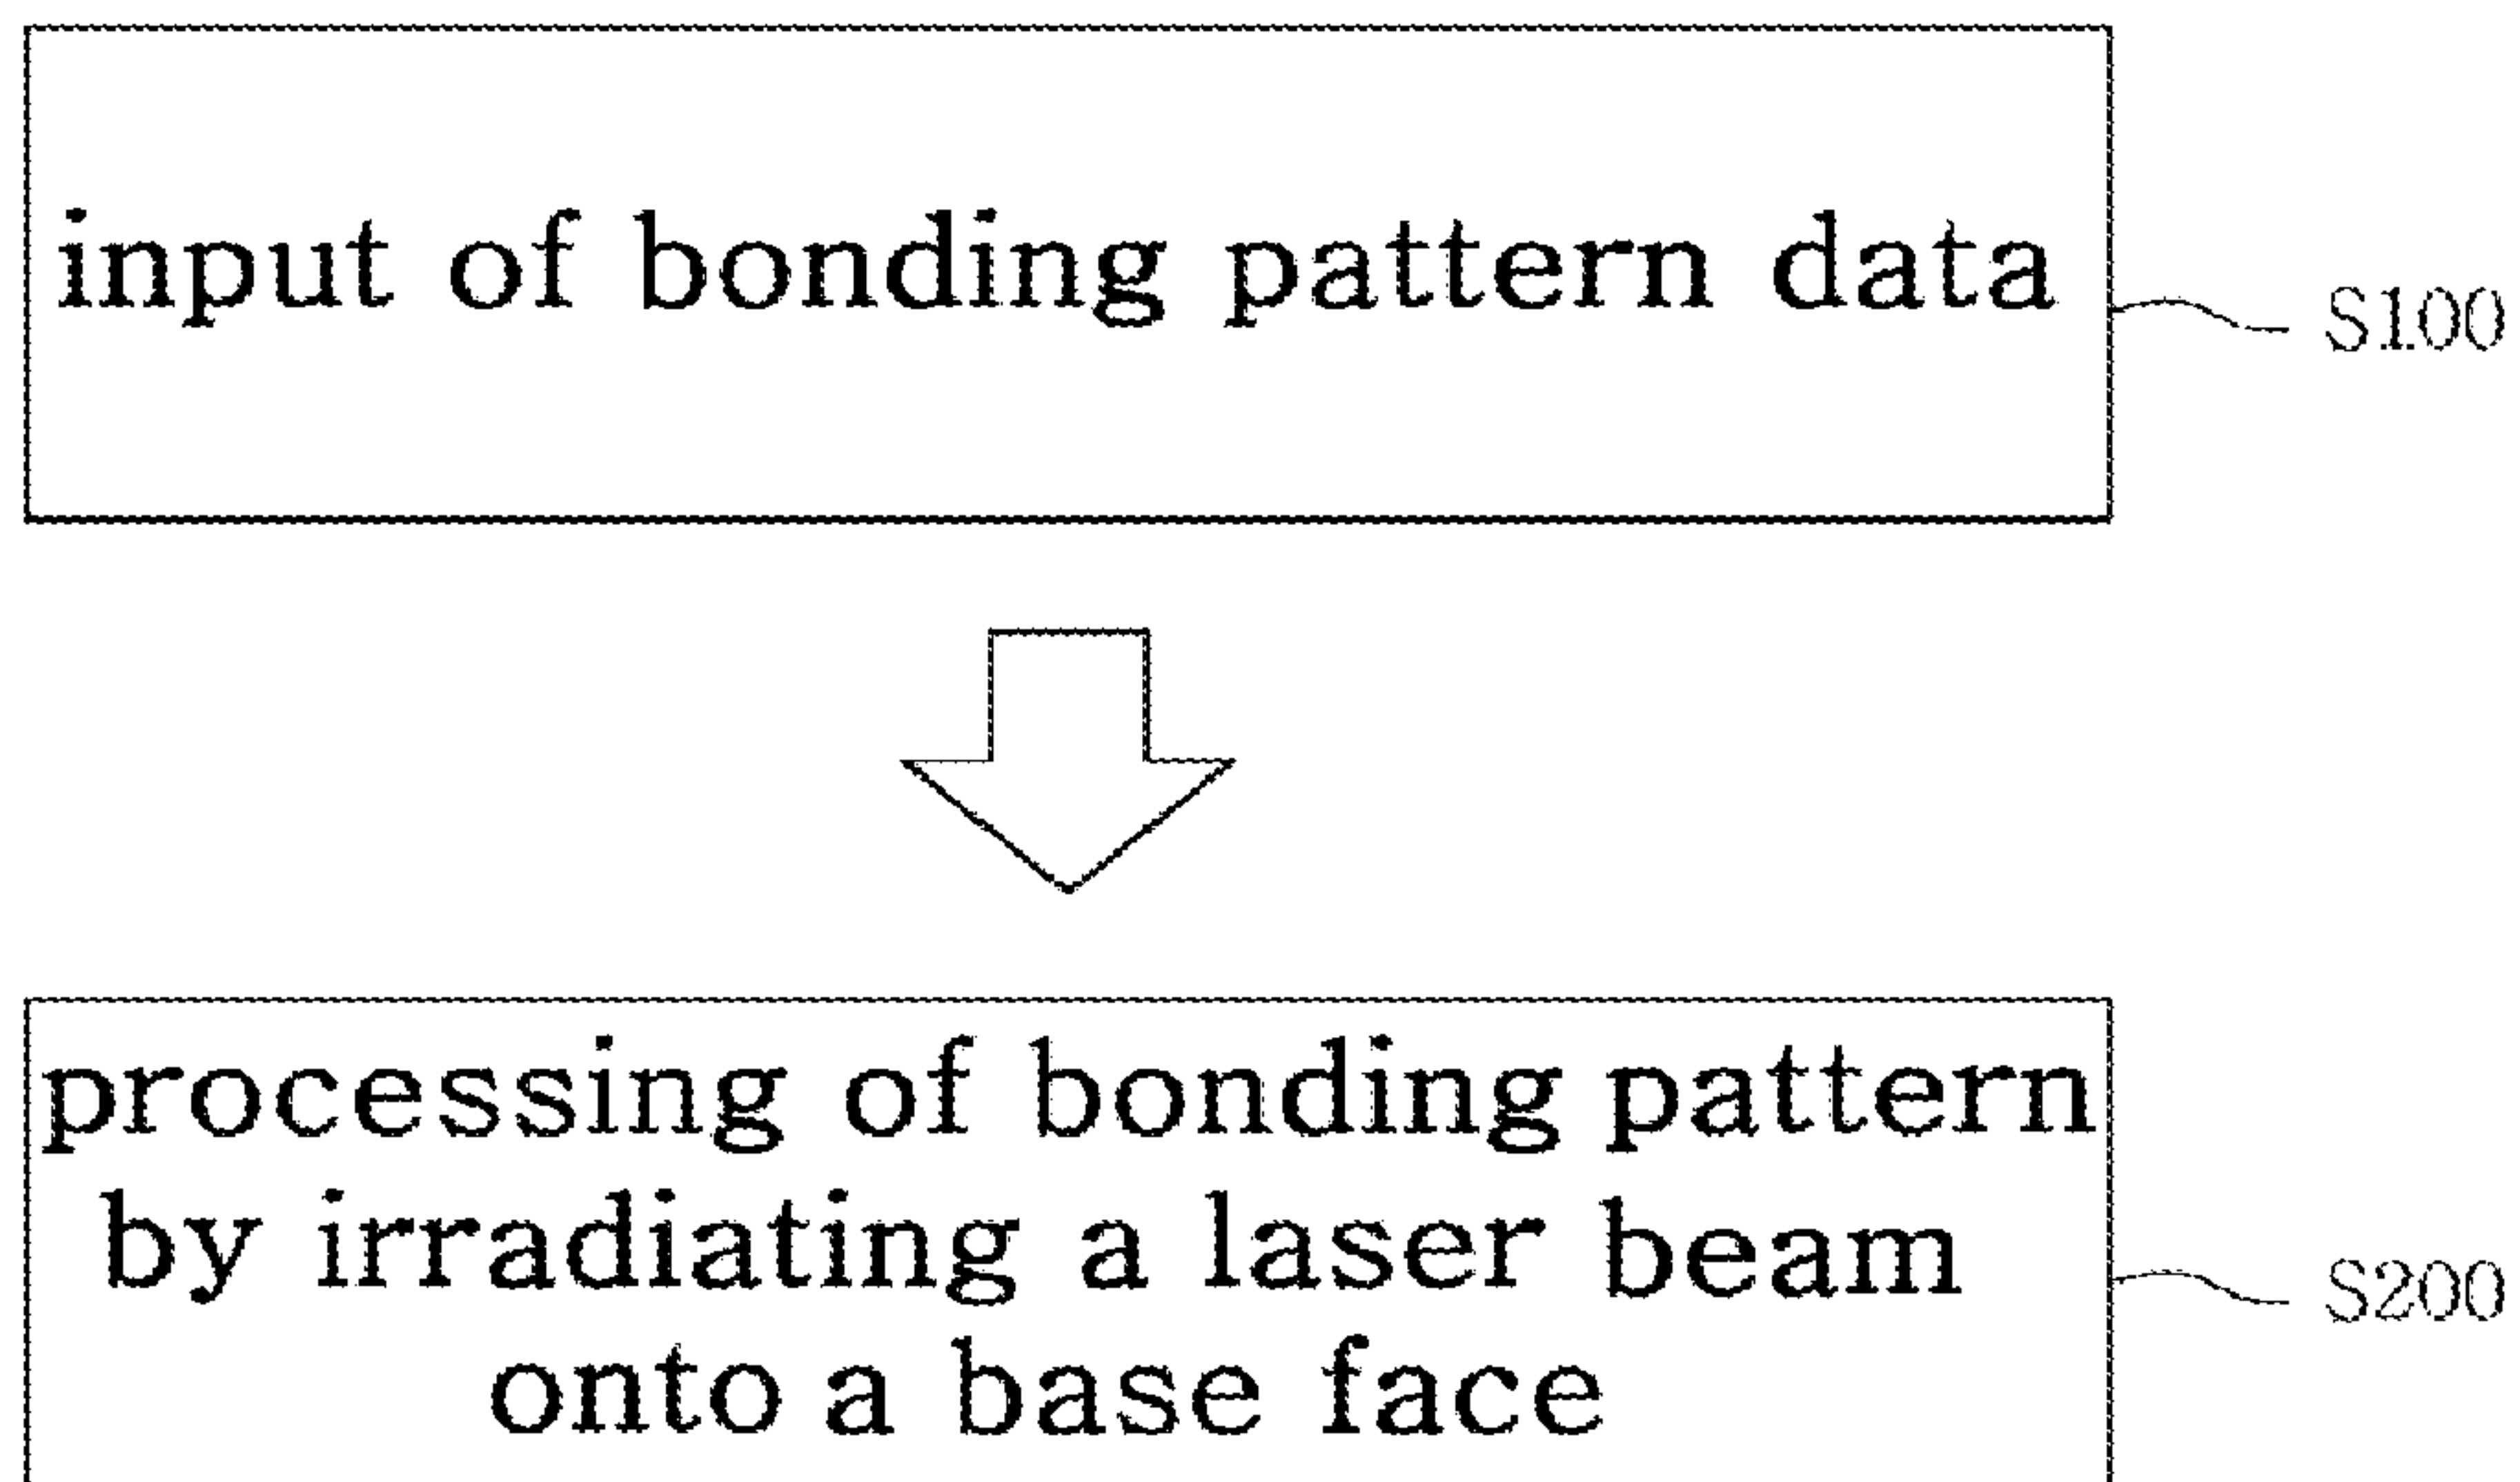 input of bonding pattern data
S100
processing of bonding pattern
by irradiating a laser beam
onto a base face
S200